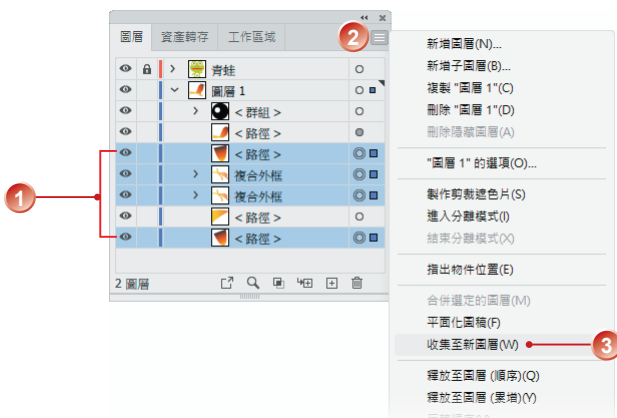 圖層 資產轉存 工作區域
2
青蛙
圖層 1
< 群組 >
< 路徑 >
< 路徑 >
複合外框
複合外框
< 路徑 >
< 路徑 >
1
2 圖層
新增圖層(N)...
新增子圖層(B)...
複製 "圖層 1"(C)
刪除 "圖層 1"(D)
刪除隱藏圖層(A)
"圖層 1" 的選項(O)...
製作剪裁遮色片(S)
進入分離模式(I)
結束分離模式(X)
指出物件位置(E)
合併選定的圖層(M)
平面化圖稿(F)
收集至新圖層(W)
3
釋放至圖層 (順序)(Q)
釋放至圖層 (累增)(Y)